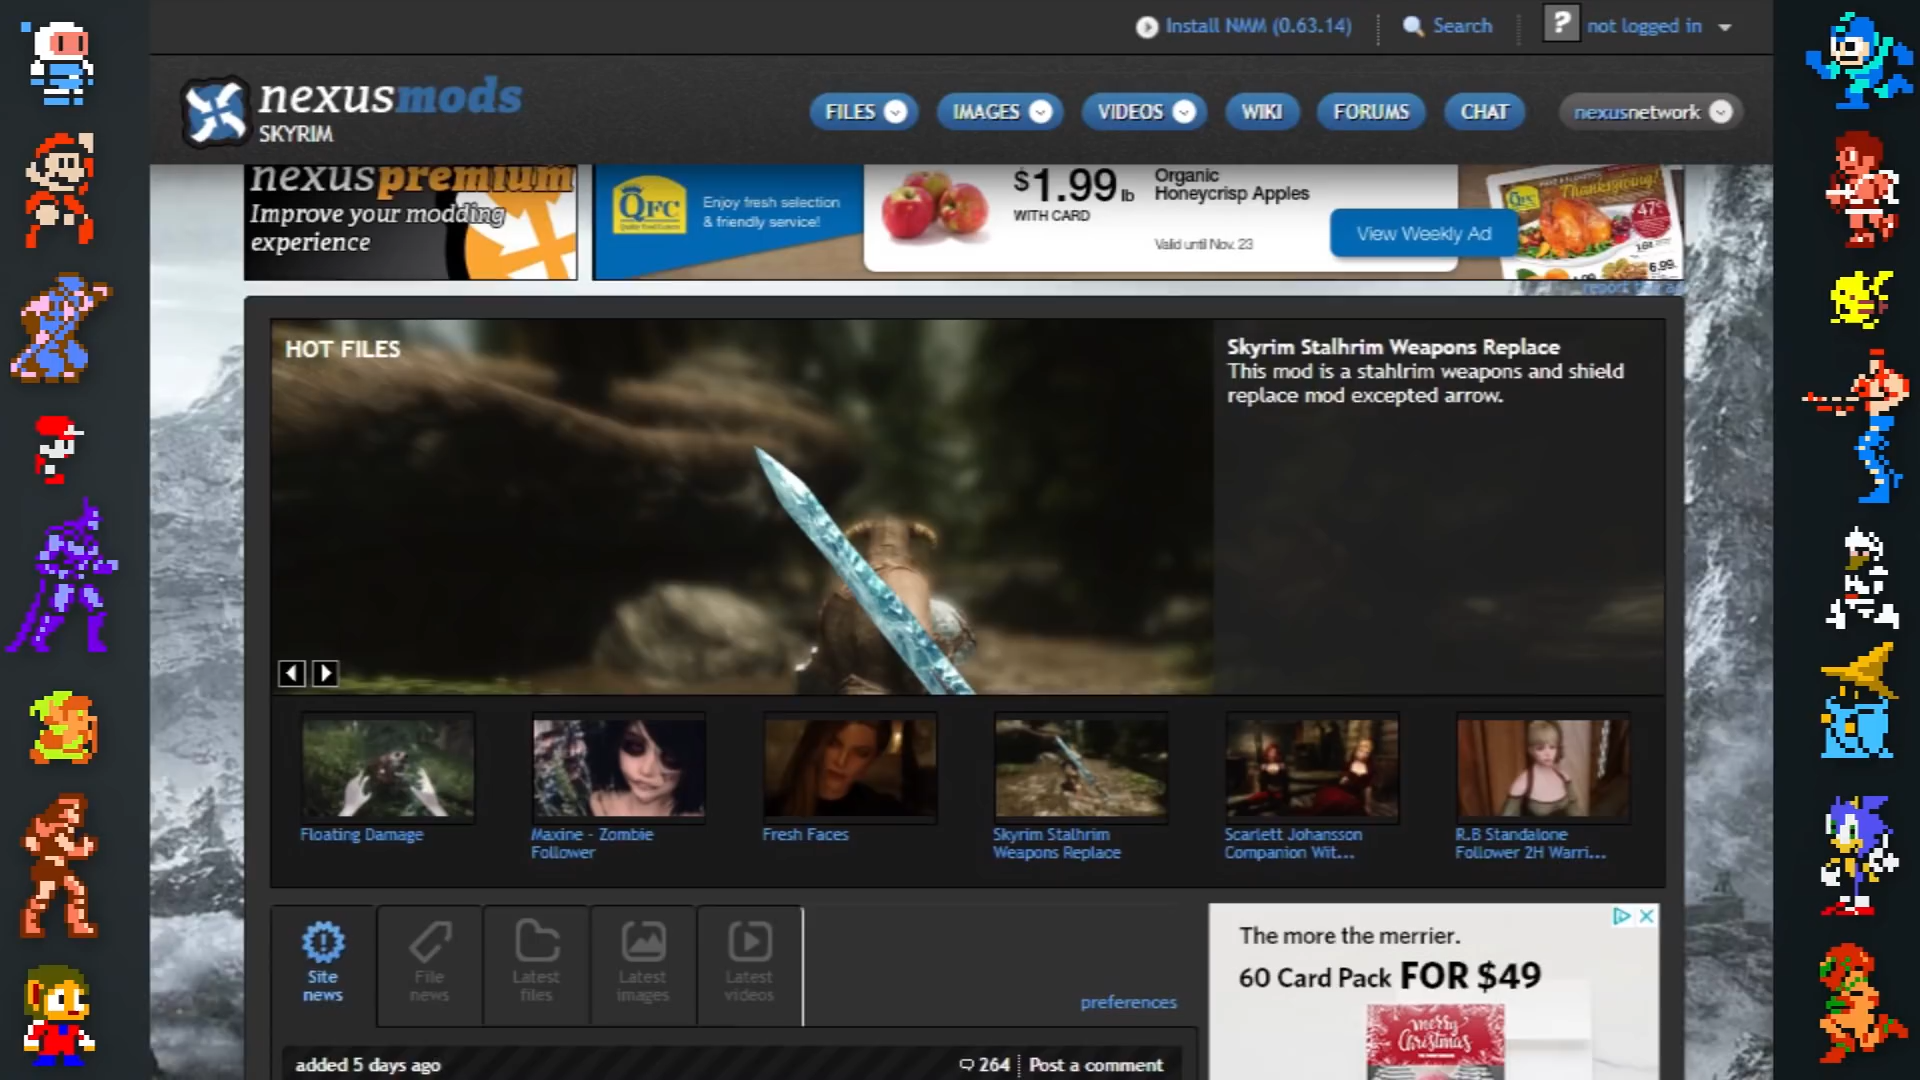 Install NMM (0.63.14)
Search
?
not logged in
nexusmods
SKYRIM
FILES
IMAGES
VIDEOS
WIKI
FORUMS
CHAT
nexusnetwork
nexuspremium
Improve your modding
experience
QFC
Enjoy fresh selection
& friendly service!
$1.99 lb
WITH CARD
Organic
Honeycrisp Apples
Valid until Nov. 23
View Weekly Ad
QFC
Thanksgiving!
47¢
6.99
HOT FILES
Skyrim Stalhrim Weapons Replace
This mod is a stahlrim weapons and shield
replace mod excepted arrow.
Floating Damage
Maxine - Zombie
Follower
Fresh Faces
Skyrim Stalhrim
Weapons Replace
Scarlett Johansson
Companion Wit...
R.B Standalone
Follower 2H Warri...
Site
news
File
news
Latest
files
Latest
images
Latest
videos
preferences
The more the merrier.
60 Card Pack FOR $49
merry
Christmas
added 5 days ago
264
Post a comment